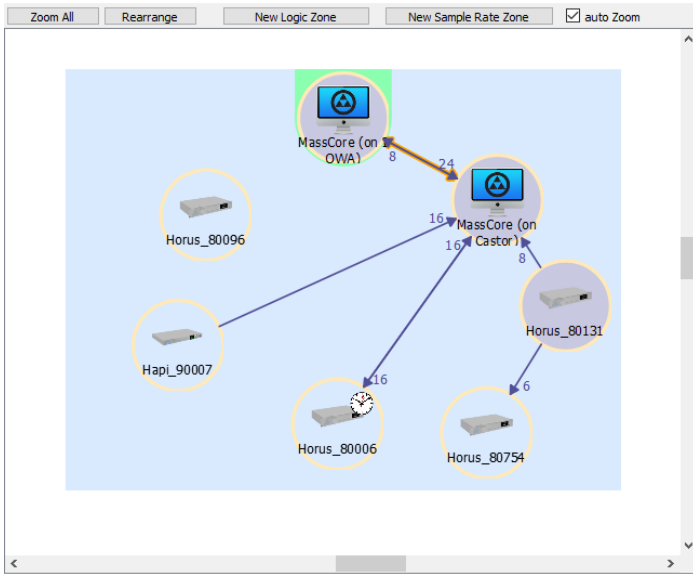 Zoom All Rearrange New Logic Zone New Sample Rate Zone auto Zoom
MassCore (on
OWA)
8
24
MassCore (on
Castor)
16
16
8
Horus_80096
Horus_80131
Hapi_90007
16
6
Horus_80006
Horus_80754